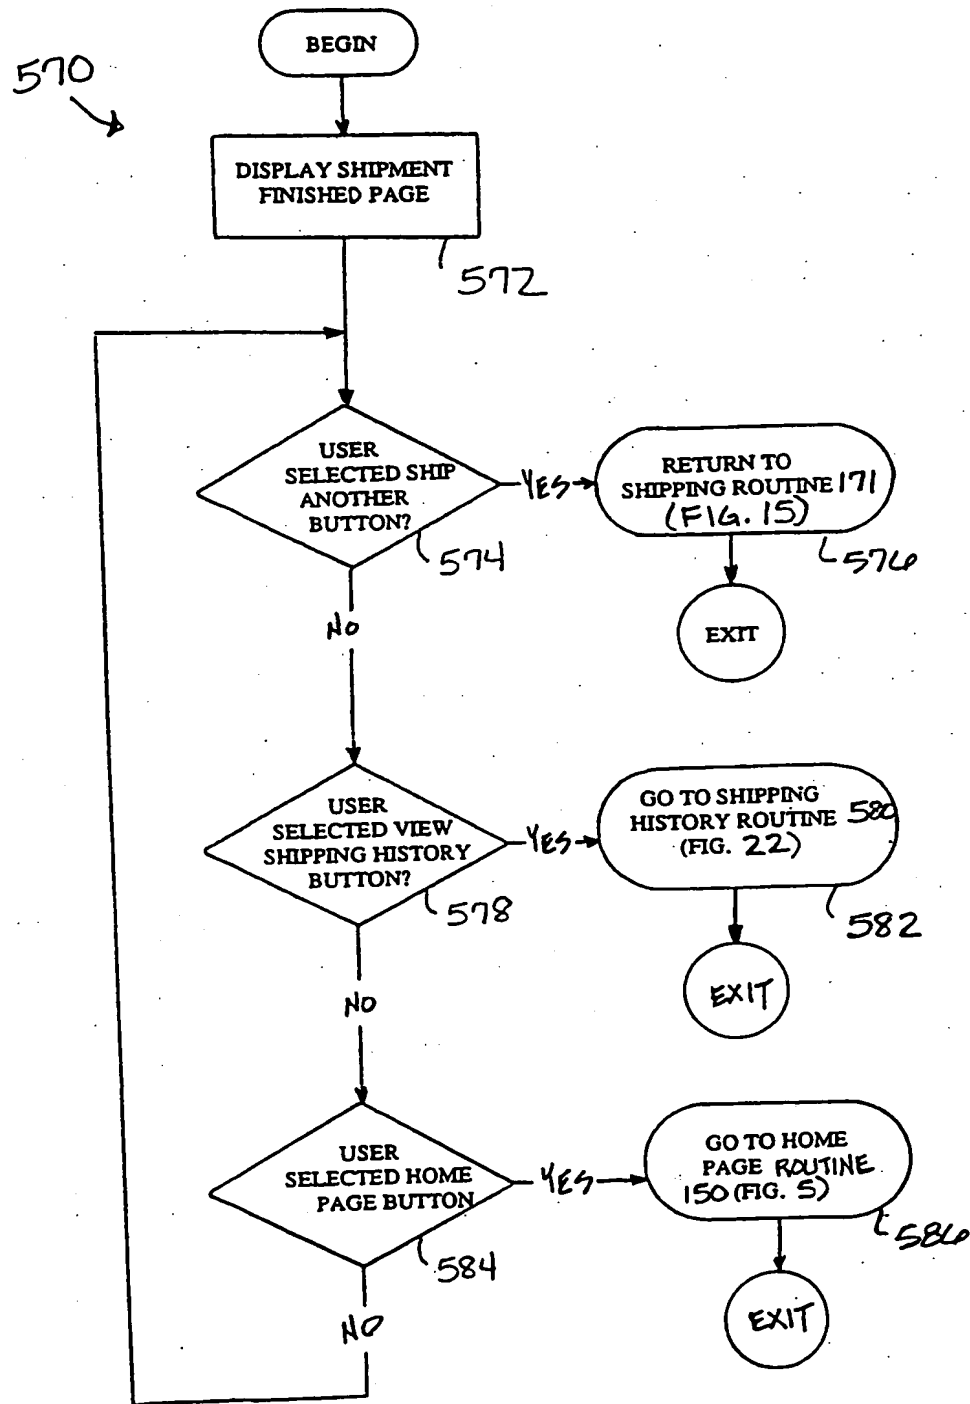 BEGIN
570
DISPLAY SHIPMENT
FINISHED PAGE
572
USER
SELECTED SHIP
ANOTHER
BUTTON?
574
YES
RETURN TO
SHIPPING ROUTINE 171
(FIG. 15)
576
EXIT
NO
USER
SELECTED VIEW
SHIPPING HISTORY
BUTTON?
578
YES
GO TO SHIPPING
HISTORY ROUTINE 580
(FIG. 22)
582
EXIT
NO
USER
SELECTED HOME
PAGE BUTTON
584
YES
GO TO HOME
PAGE ROUTINE
150 (FIG. 5)
586
EXIT
NO